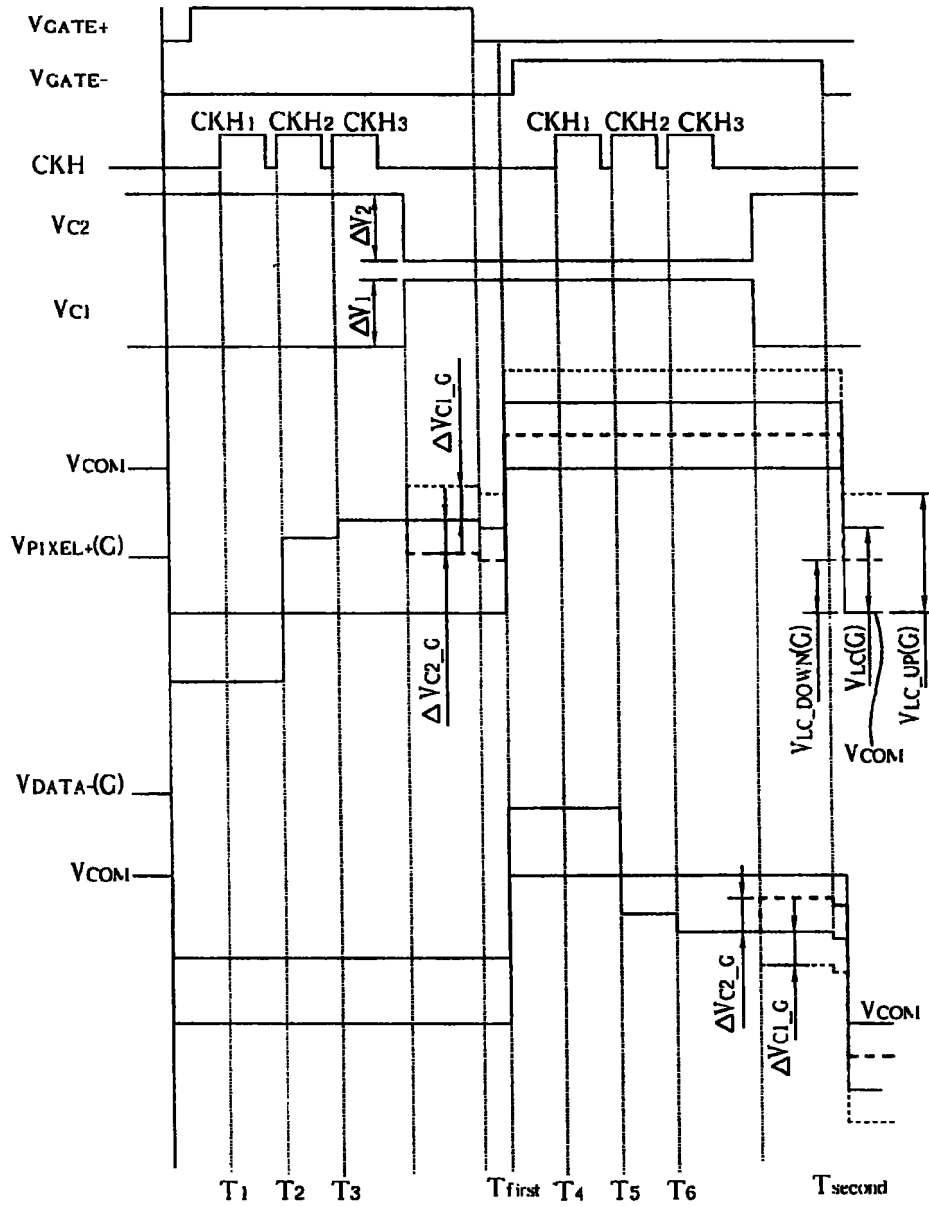 VGATE+
VGATE-
CKH1 CKH2 CKH3 CKH1 CKH2 CKH3
CKH
VC2
ΔV2
VC1
ΔV1
ΔVC1_G
VCOM
VPIXEL+(G)
ΔVC2_G
VLC_DOWN(G)
VLC(G)
VLC_UP(G)
VCOM
VDATA-(G)
VCOM
ΔVC2_G
ΔVC1_G
VCOM
T1 T2 T3 Tfirst T4 T5 T6 Tsecond